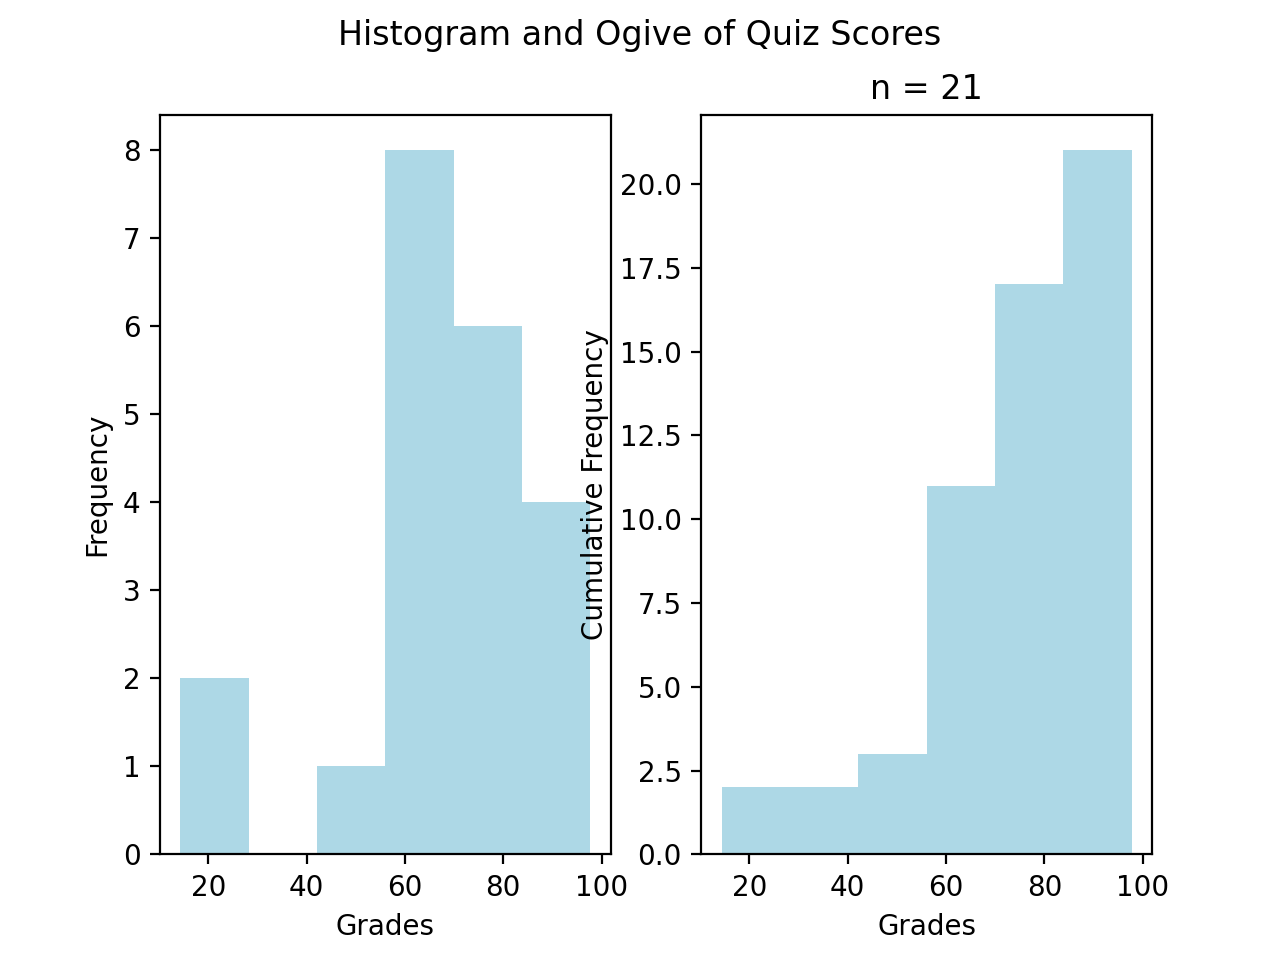 Histogram and Ogive of Quiz Scores
8
7
6
5
4
3
2
1
0
Frequency
20 40 60 80 100
Grades
n = 21
20.0
17.5
15.0
12.5
10.0
7.5
5.0
2.5
0.0
Cumulative Frequency
20 40 60 80 100
Grades